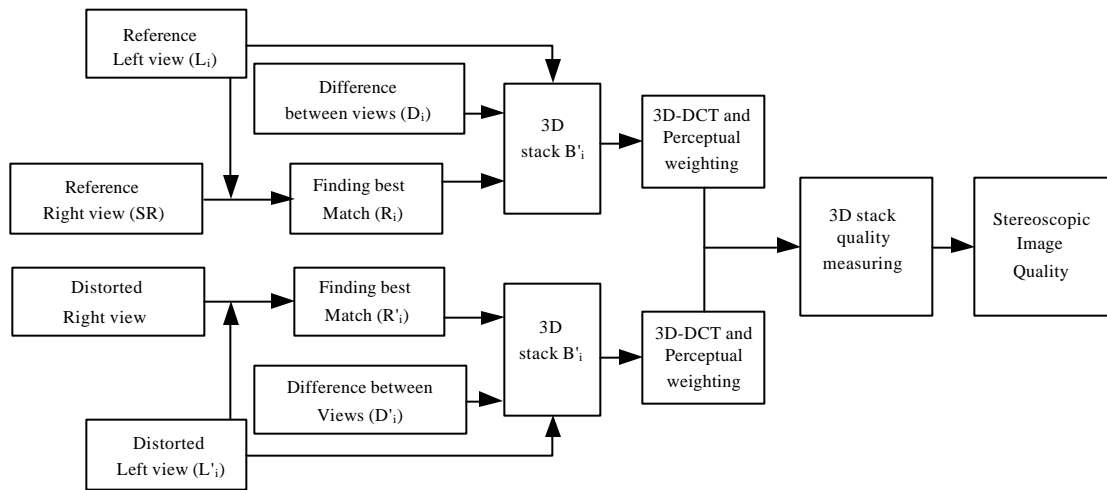 Reference
Left view (Li)
Difference
between views (Di)
3D
stack B'i
3D-DCT and
Perceptual
weighting
Reference
Right view (SR)
Finding best
Match (Ri)
3D stack
quality
measuring
Stereoscopic
Image
Quality
Distorted
Right view
Finding best
Match (R'i)
3D
stack B'i
3D-DCT and
Perceptual
weighting
Difference between
Views (D'i)
Distorted
Left view (L'i)